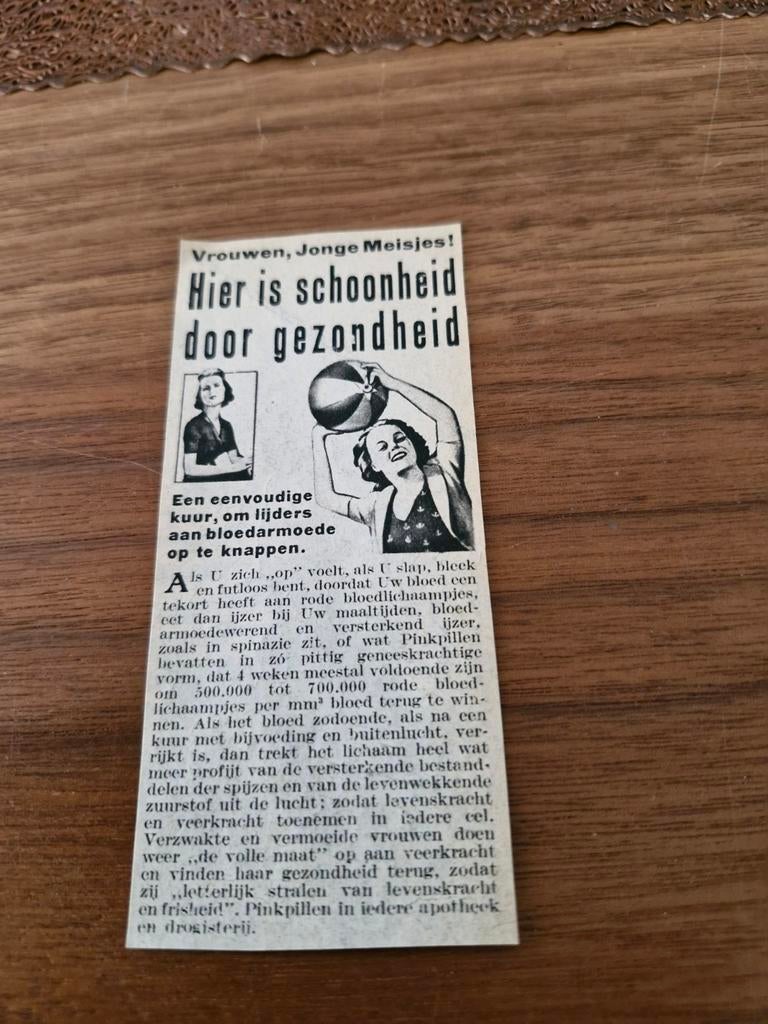 Vrouwen, Jonge Meisjes!
Hier is schoonheid
door gezondheid
Een eenvoudige
kuur, om lijders
aan bloedarmoede
op te knappen.
Als U zich „op” voelt, als U slap, bleek
en futloos bent, doordat Uw bloed een
tekort heeft aan rode bloedlichaampjes,
eet dan ijzer bij Uw maaltijden, bloed-
armoedewerend en versterkend ijzer,
zoals in spinazie zit, of wat Pinkpillen
bevatten in zó pittig geneeskrachtige
vorm, dat 4 weken meestal voldoende zijn
om 500.000 tot 700.000 rode bloed-
lichaampjes per mm³ bloed terug te win-
nen. Als het bloed zodoende, als na een
kuur met bijvoeding en buitenlucht, ver-
rijkt is, dan trekt het lichaam heel wat
meer profijt van de versterkende bestand-
delen der spijzen en van de levenwekkende
zuurstof uit de lucht; zodat levenskracht
en veerkracht toenemen in iedere cel.
Verzwakte en vermoeide vrouwen doen
weer „de volle maat” op aan veerkracht
en vinden haar gezondheid terug, zodat
zij „letterlijk stralen van levenskracht
en frisheid”. Pinkpillen in iedere apotheek
en drogisterij.